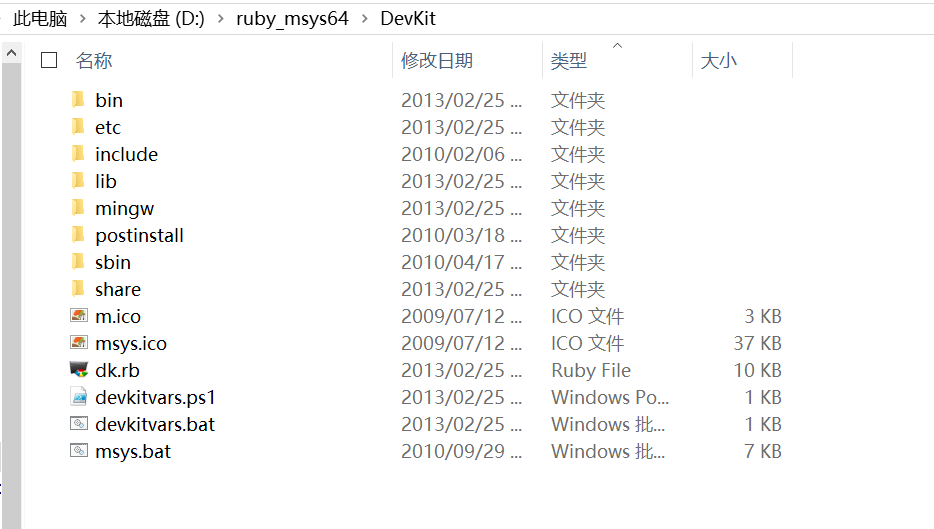 此电脑 › 本地磁盘 (D:) › ruby_msys64 › DevKit
名称 修改日期 类型 大小
bin 2013/02/25 ... 文件夹
etc 2013/02/25 ... 文件夹
include 2010/02/06 ... 文件夹
lib 2013/02/25 ... 文件夹
mingw 2013/02/25 ... 文件夹
postinstall 2010/03/18 ... 文件夹
sbin 2010/04/17 ... 文件夹
share 2013/02/25 ... 文件夹
m.ico 2009/07/12 ... ICO 文件 3 KB
msys.ico 2009/07/12 ... ICO 文件 37 KB
dk.rb 2013/02/25 ... Ruby File 10 KB
devkitvars.ps1 2013/02/25 ... Windows Po... 1 KB
devkitvars.bat 2013/02/25 ... Windows 批... 1 KB
msys.bat 2010/09/29 ... Windows 批... 7 KB